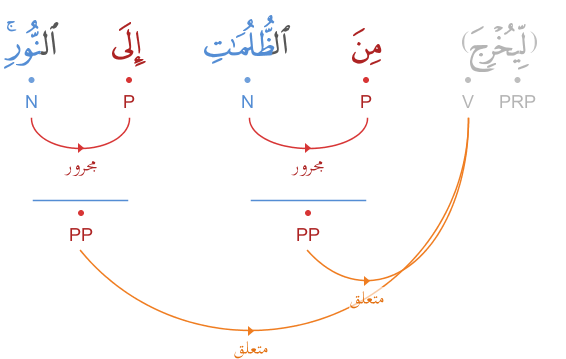 (لِّيُخْرِجَ) مِنَ ٱلظُّلُمَـٰتِ إِلَى ٱلنُّورِ ۚ
PRP V P N P N
مجرور مجرور
PP PP
متعلق
متعلق